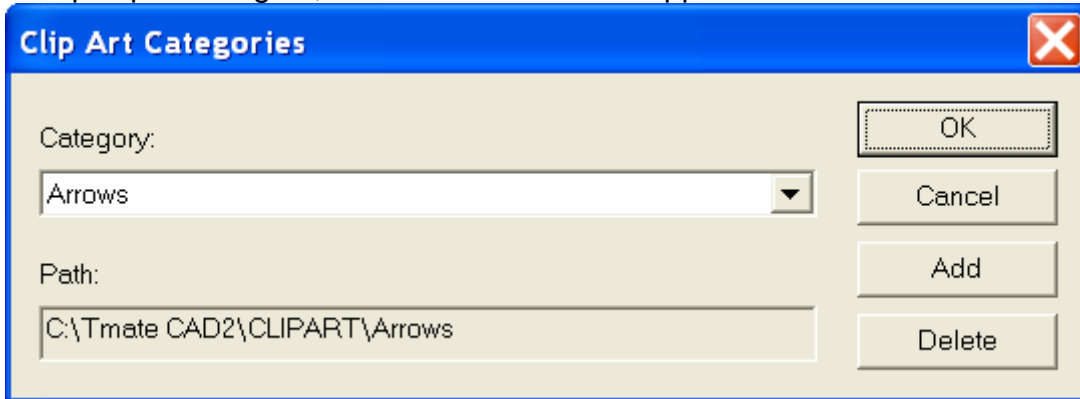 Clip Art Categories
Category:
Arrows
Path:
C:\Tmate CAD2\CLIPART\Arrows
OK
Cancel
Add
Delete